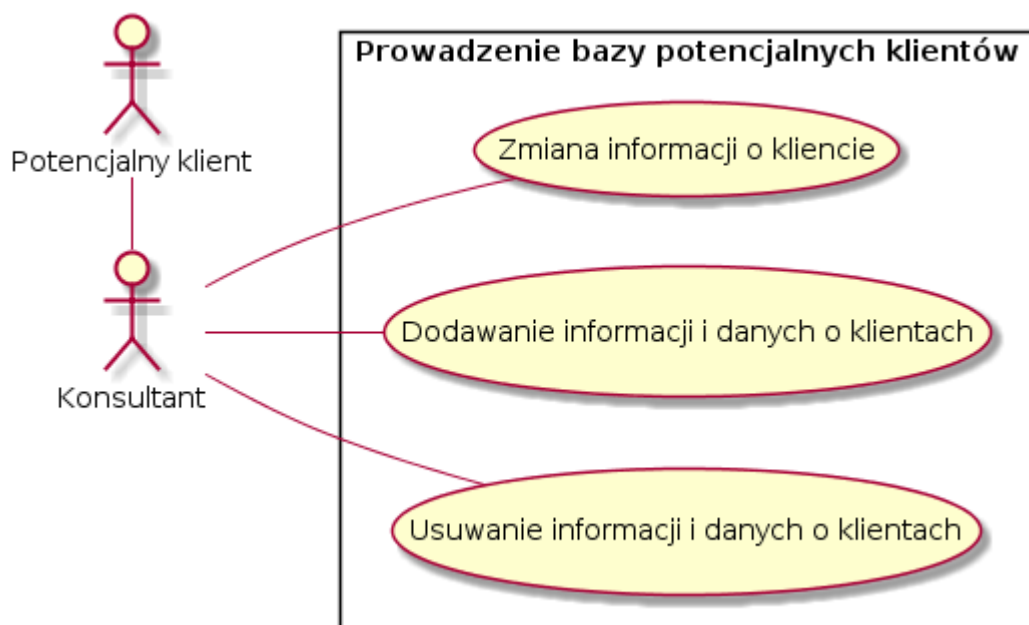 Prowadzenie bazy potencjalnych klientów
Potencjalny klient
Zmiana informacji o kliencie
Dodawanie informacji i danych o klientach
Konsultant
Usuwanie informacji i danych o klientach